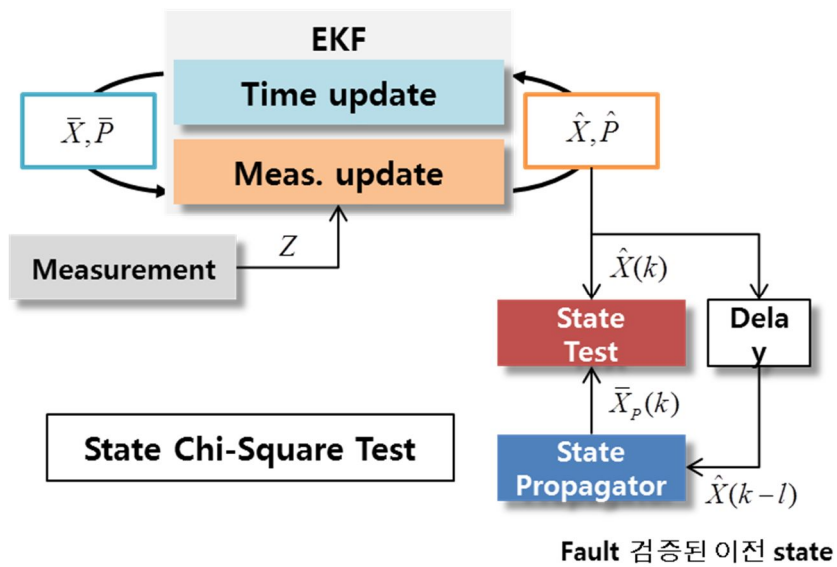 EKF
Time update
X̄, P̄
X̂, P̂
Meas. update
Measurement
Z
X̂(k)
State
Test
Dela
y
X̄_P(k)
State Chi-Square Test
State
Propagator
X̂(k−l)
Fault 검증된 이전 state